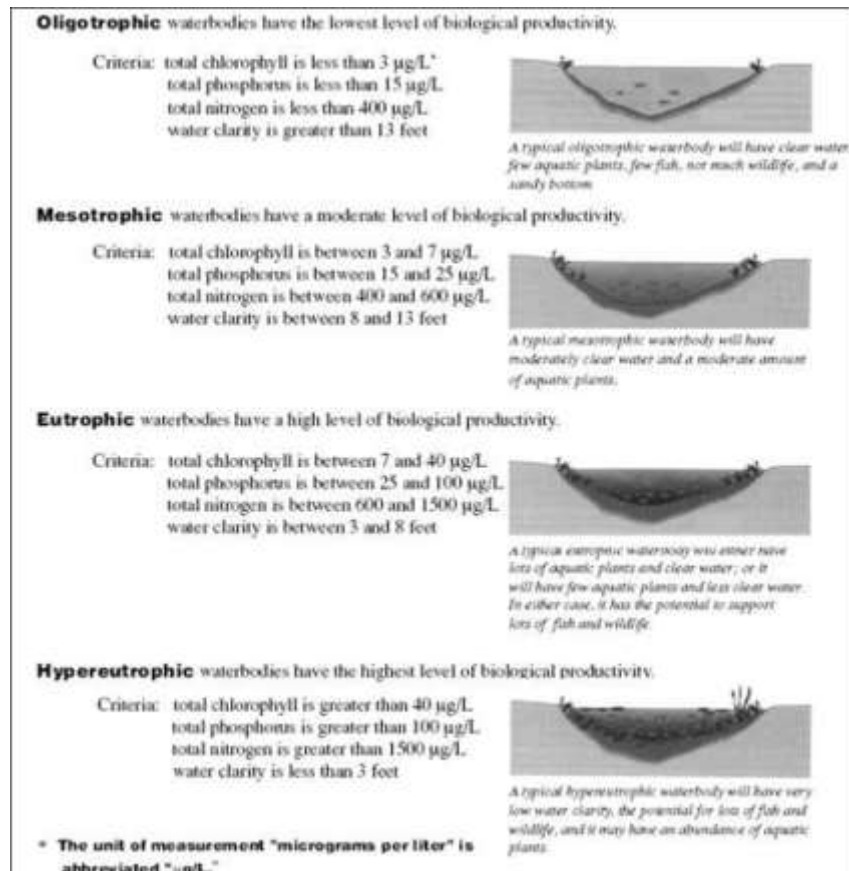 Oligotrophic waterbodies have the lowest level of biological productivity.
Criteria: total chlorophyll is less than 3 µg/L*
total phosphorus is less than 15 µg/L
total nitrogen is less than 400 µg/L
water clarity is greater than 13 feet
A typical oligotrophic waterbody will have clear water
few aquatic plants, few fish, not much wildlife, and a
sandy bottom
Mesotrophic waterbodies have a moderate level of biological productivity.
Criteria: total chlorophyll is between 3 and 7 µg/L
total phosphorus is between 15 and 25 µg/L
total nitrogen is between 400 and 600 µg/L
water clarity is between 8 and 13 feet
A typical mesotrophic waterbody will have
moderately clear water and a moderate amount
of aquatic plants.
Eutrophic waterbodies have a high level of biological productivity.
Criteria: total chlorophyll is between 7 and 40 µg/L
total phosphorus is between 25 and 100 µg/L
total nitrogen is between 600 and 1500 µg/L
water clarity is between 3 and 8 feet
A typical eutrophic waterbody will either have
lots of aquatic plants and clear water; or it
will have few aquatic plants and less clear water.
In either case, it has the potential to support
lots of fish and wildlife.
Hypereutrophic waterbodies have the highest level of biological productivity.
Criteria: total chlorophyll is greater than 40 µg/L
total phosphorus is greater than 100 µg/L
total nitrogen is greater than 1500 µg/L
water clarity is less than 3 feet
A typical hypereutrophic waterbody will have very
low water clarity, the potential for lots of fish and
wildlife, and it may have an abundance of aquatic
plants.
* The unit of measurement "micrograms per liter" is
abbreviated "µg/L"